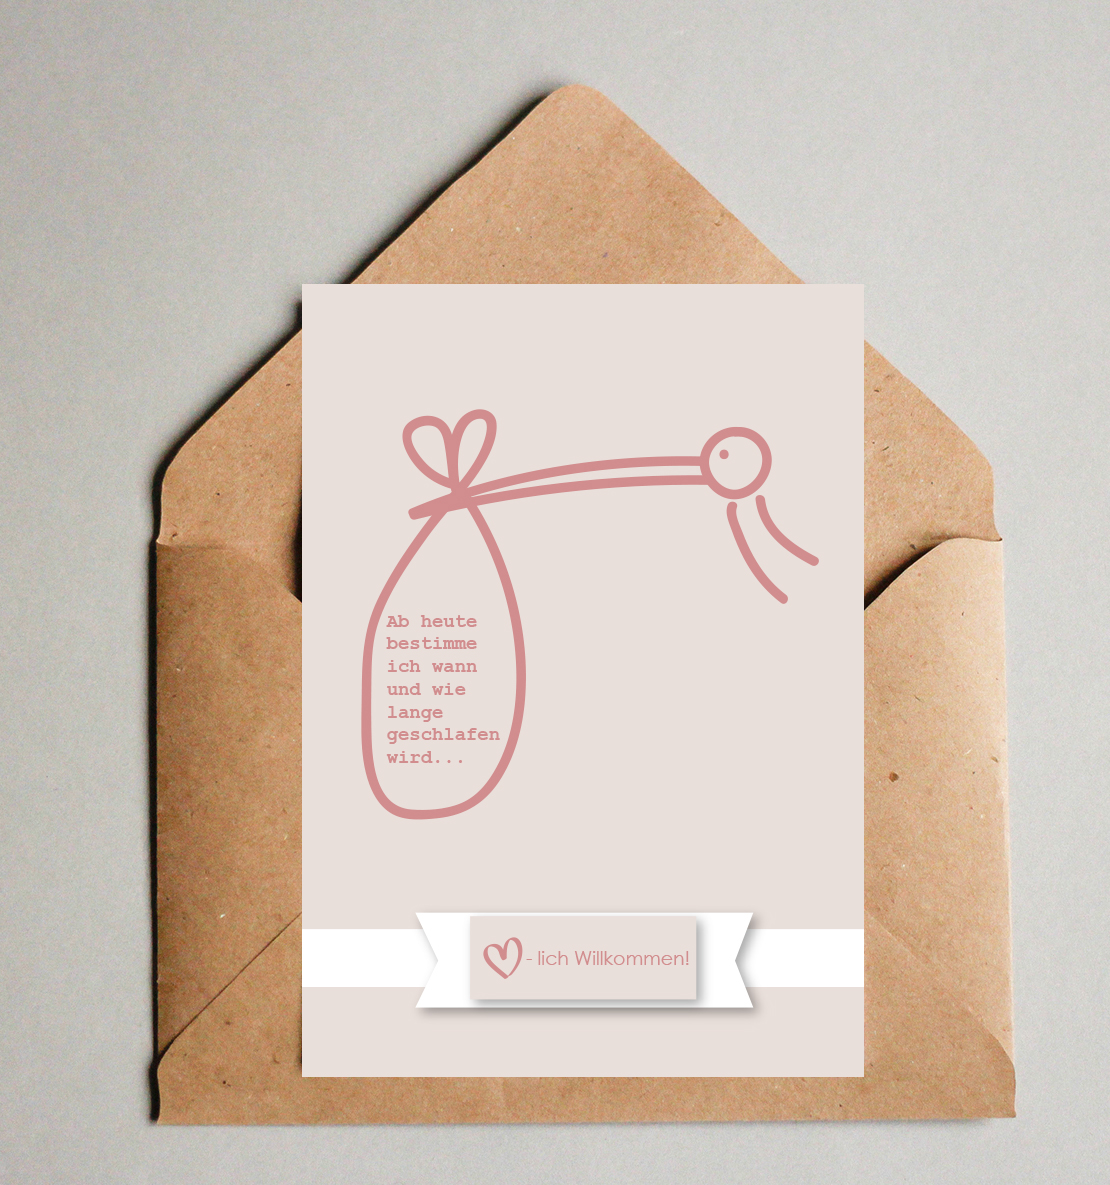 Ab heute
bestimme
ich wann
und wie
lange
geschlafen
wird...
- lich Willkommen!